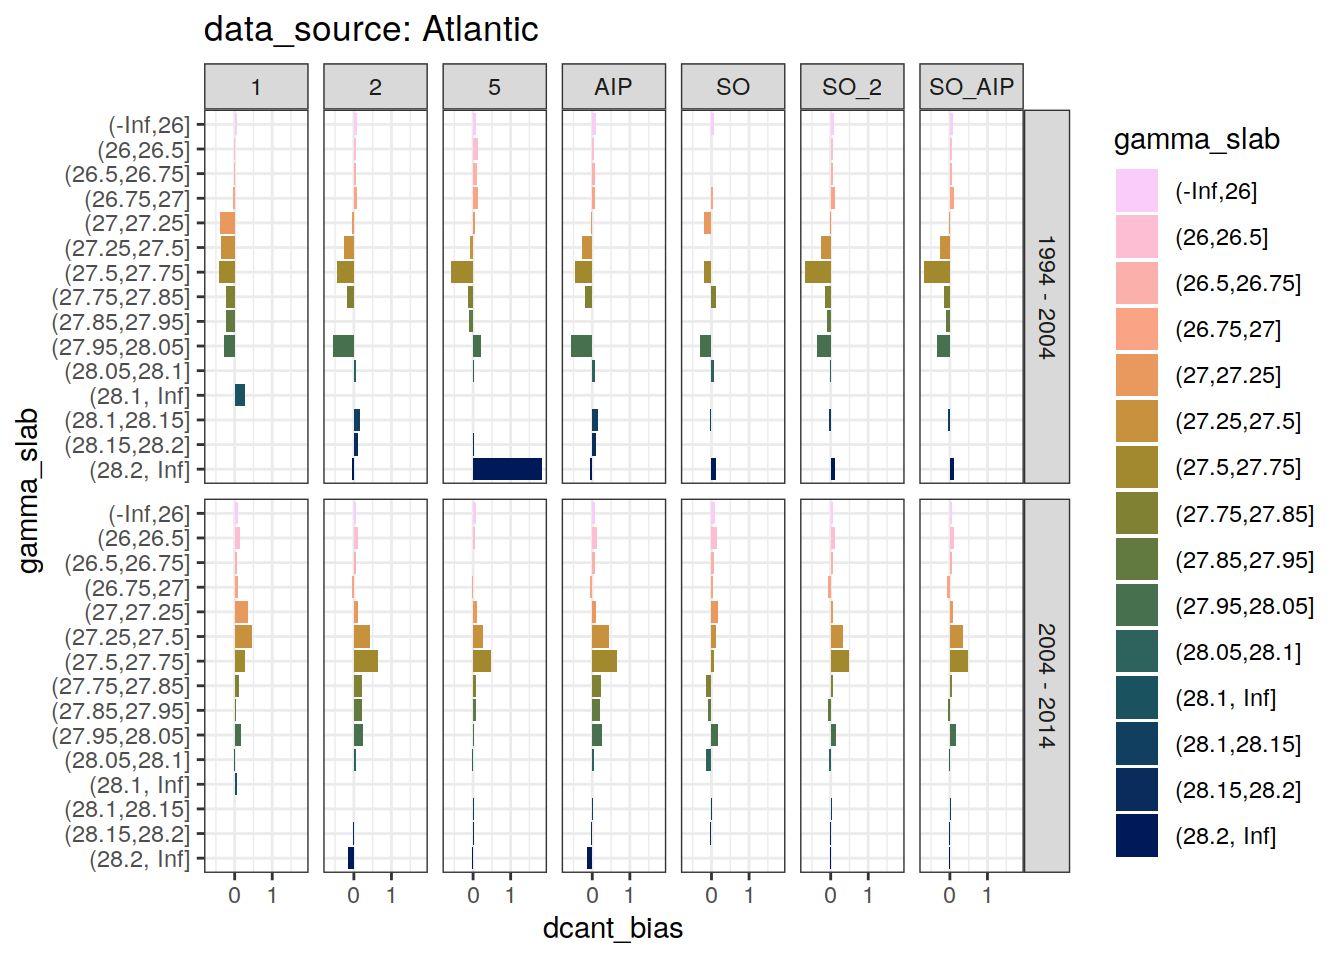 data_source: Atlantic
1 2 5 AIP SO SO_2 SO_AIP
gamma_slab
(-Inf,26]
(26,26.5]
(26.5,26.75]
(26.75,27]
(27,27.25]
(27.25,27.5]
(27.5,27.75]
(27.75,27.85]
(27.85,27.95]
(27.95,28.05]
(28.05,28.1]
(28.1, Inf]
(28.1,28.15]
(28.15,28.2]
(28.2, Inf]
1994 - 2004
(-Inf,26]
(26,26.5]
(26.5,26.75]
(26.75,27]
(27,27.25]
(27.25,27.5]
(27.5,27.75]
(27.75,27.85]
(27.85,27.95]
(27.95,28.05]
(28.05,28.1]
(28.1, Inf]
(28.1,28.15]
(28.15,28.2]
(28.2, Inf]
2004 - 2014
0 1 0 1 0 1 0 1 0 1 0 1 0 1
dcant_bias
gamma_slab
(-Inf,26]
(26,26.5]
(26.5,26.75]
(26.75,27]
(27,27.25]
(27.25,27.5]
(27.5,27.75]
(27.75,27.85]
(27.85,27.95]
(27.95,28.05]
(28.05,28.1]
(28.1, Inf]
(28.1,28.15]
(28.15,28.2]
(28.2, Inf]